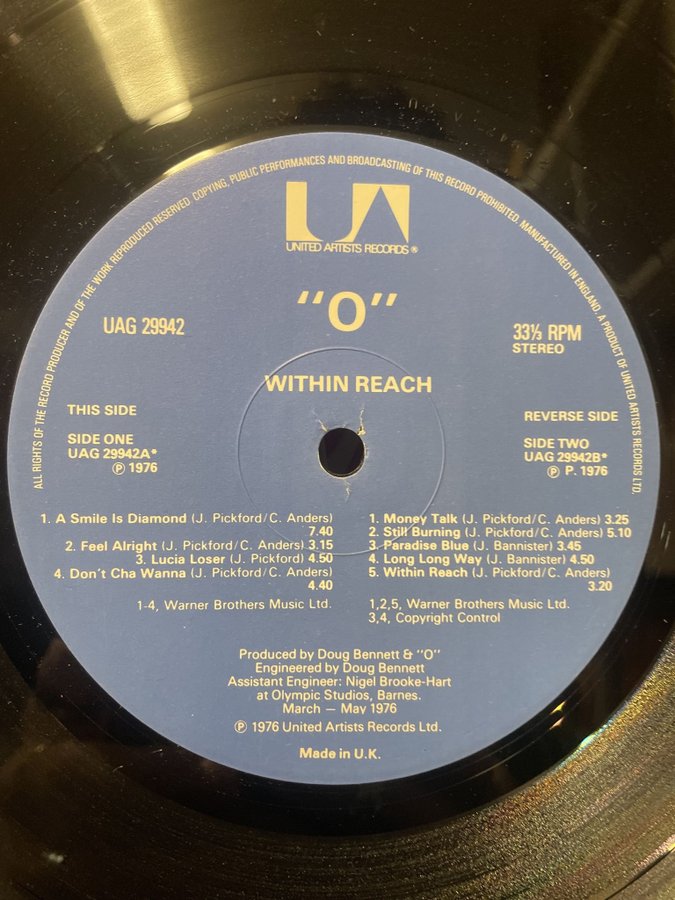 ALL RIGHTS OF THE RECORD PRODUCER AND OF THE WORK REPRODUCED RESERVED. COPYING, PUBLIC PERFORMANCES AND BROADCASTING OF THIS RECORD PROHIBITED. MANUFACTURED IN ENGLAND. A PRODUCT OF UNITED ARTISTS RECORDS LTD.
UA
UNITED ARTISTS RECORDS®
"O"
UAG 29942
33⅓ RPM
STEREO
WITHIN REACH
THIS SIDE
SIDE ONE
UAG 29942A*
℗ 1976
REVERSE SIDE
SIDE TWO
UAG 29942B*
℗ P. 1976
1. A Smile Is Diamond (J. Pickford/C. Anders)
7.40
2. Feel Alright (J. Pickford/C. Anders) 3.15
3. Lucia Loser (J. Pickford) 4.50
4. Don't Cha Wanna (J. Pickford/C. Anders)
4.40
1-4, Warner Brothers Music Ltd.
1. Money Talk (J. Pickford/C. Anders) 3.25
2. Still Burning (J. Pickford/C. Anders) 5.10
3. Paradise Blue (J. Bannister) 3.45
4. Long Long Way (J. Bannister) 4.50
5. Within Reach (J. Pickford/C. Anders)
3.20
1,2,5, Warner Brothers Music Ltd.
3,4, Copyright Control
Produced by Doug Bennett & "O"
Engineered by Doug Bennett
Assistant Engineer: Nigel Brooke-Hart
at Olympic Studios, Barnes.
March — May 1976
℗ 1976 United Artists Records Ltd.
Made in U.K.